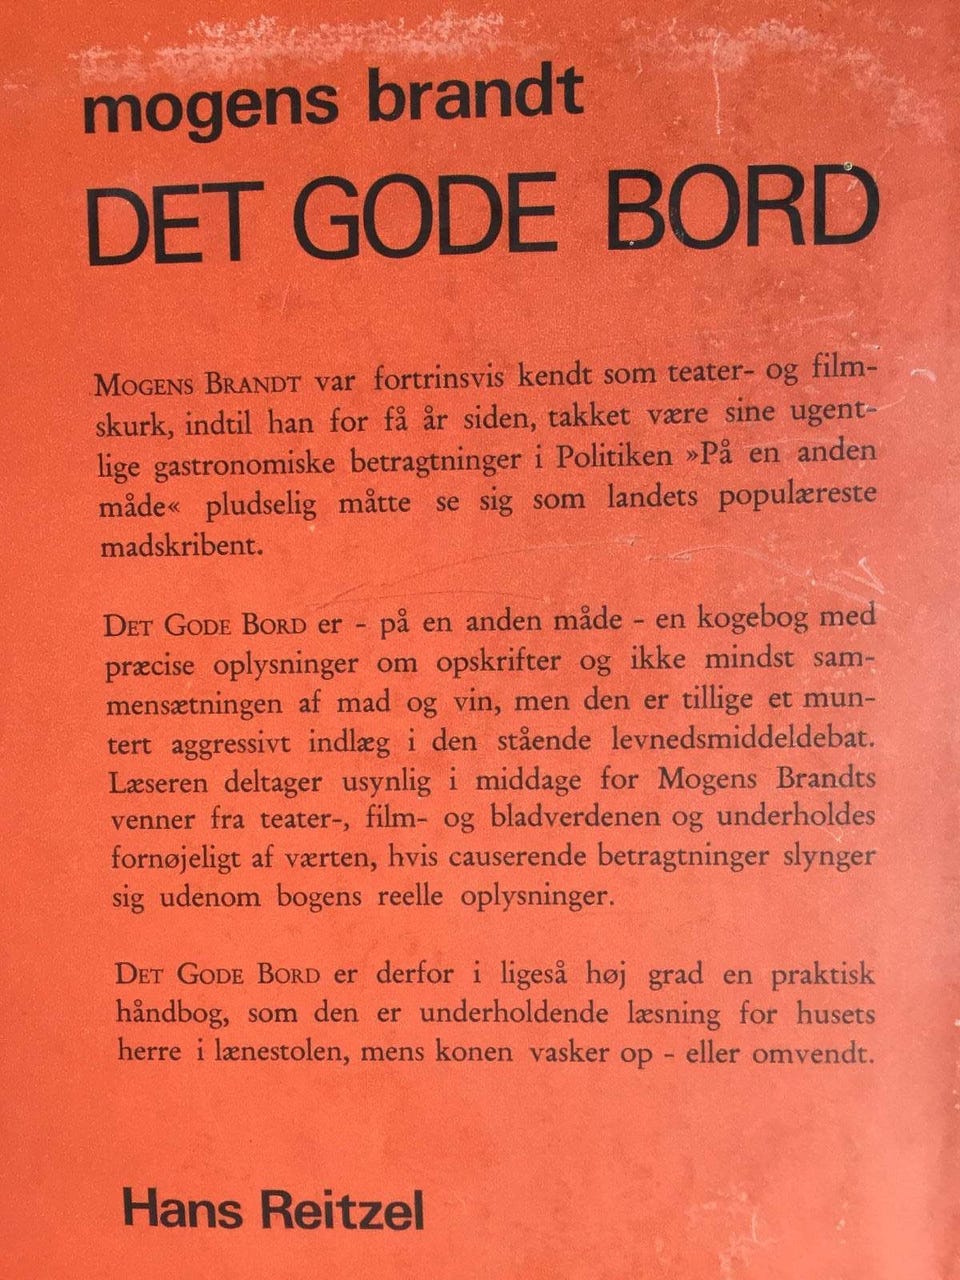 mogens brandt
DET GODE BORD
MOGENS BRANDT var fortrinsvis kendt som teater- og film-
skurk, indtil han for få år siden, takket være sine ugent-
lige gastronomiske betragtninger i Politiken »På en anden
måde« pludselig måtte se sig som landets populæreste
madskribent.
DET GODE BORD er - på en anden måde - en kogebog med
præcise oplysninger om opskrifter og ikke mindst sam-
mensætningen af mad og vin, men den er tillige et mun-
tert aggressivt indlæg i den stående levnedsmiddeldebat.
Læseren deltager usynlig i middage for Mogens Brandts
venner fra teater-, film- og bladverdenen og underholdes
fornøjeligt af værten, hvis causerende betragtninger slynger
sig udenom bogens reelle oplysninger.
DET GODE BORD er derfor i ligeså høj grad en praktisk
håndbog, som den er underholdende læsning for husets
herre i lænestolen, mens konen vasker op - eller omvendt.
Hans Reitzel